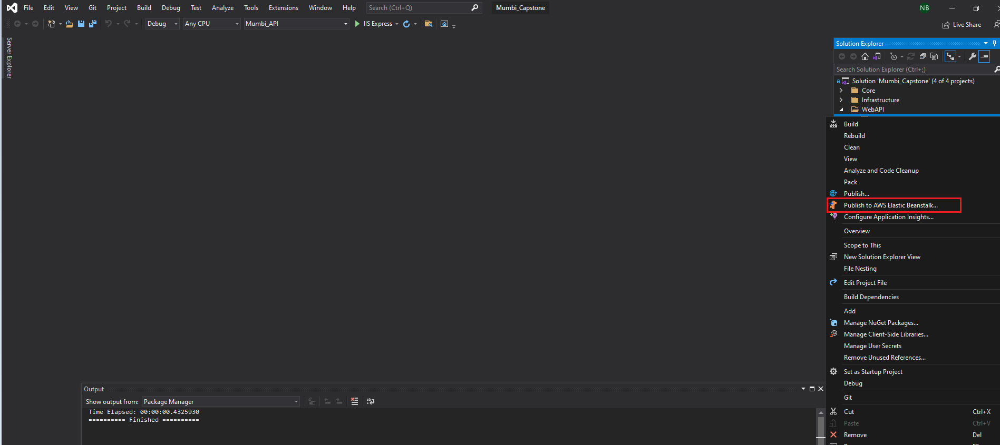 File Edit View Git Project Build Debug Test Analyze Tools Extensions Window Help Search (Ctrl+Q) Mumbi_Capstone NB
Debug Any CPU Mumbi_API IIS Express Live Share
Server Explorer
Solution Explorer
Search Solution Explorer (Ctrl+;)
Solution 'Mumbi_Capstone' (4 of 4 projects)
Core
Infrastructure
WebAPI
Build
Rebuild
Clean
View
Analyze and Code Cleanup
Pack
Publish...
Publish to AWS Elastic Beanstalk...
Configure Application Insights...
Overview
Scope to This
New Solution Explorer View
File Nesting
Edit Project File
Build Dependencies
Add
Manage NuGet Packages...
Manage Client-Side Libraries...
Manage User Secrets
Remove Unused References...
Set as Startup Project
Debug
Git
Cut Ctrl+X
Paste Ctrl+V
Remove Del
Output
Show output from: Package Manager
Time Elapsed: 00:00:00.4325930
========== Finished ==========